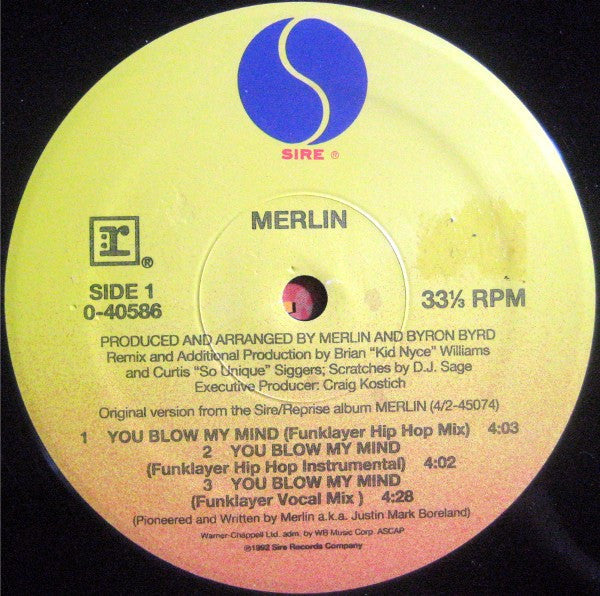 SIRE ®
MERLIN
r ®
SIDE 1
0-40586
33⅓ RPM
PRODUCED AND ARRANGED BY MERLIN AND BYRON BYRD
Remix and Additional Production by Brian "Kid Nyce" Williams
and Curtis "So Unique" Siggers; Scratches by D.J. Sage
Executive Producer: Craig Kostich
Original version from the Sire/Reprise album MERLIN (4/2-45074)
1 YOU BLOW MY MIND (Funklayer Hip Hop Mix) 4:03
2 YOU BLOW MY MIND
(Funklayer Hip Hop Instrumental) 4:02
3 YOU BLOW MY MIND
(Funklayer Vocal Mix ) 4:28
(Pioneered and Written by Merlin a.k.a. Justin Mark Boreland)
Warner-Chappell Ltd. adm. by WB Music Corp. ASCAP
℗1992 Sire Records Company